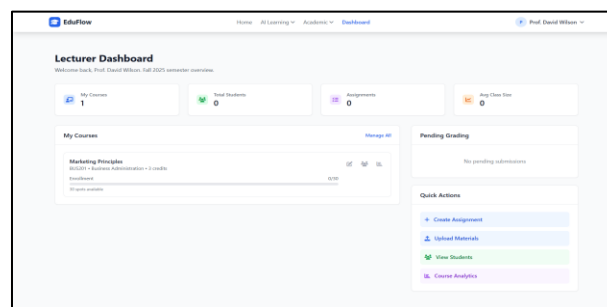 EduFlow
Home AI Learning Academic Dashboard
P Prof. David Wilson
Lecturer Dashboard
Welcome back, Prof. David Wilson. Fall 2025 semester overview.
My Courses
1
Total Students
0
Assignments
0
Avg Class Size
0
My Courses
Manage All
Marketing Principles
BUS201 • Business Administration • 3 credits
Enrollment
0/30
30 spots available
Pending Grading
No pending submissions
Quick Actions
Create Assignment
Upload Materials
View Students
Course Analytics